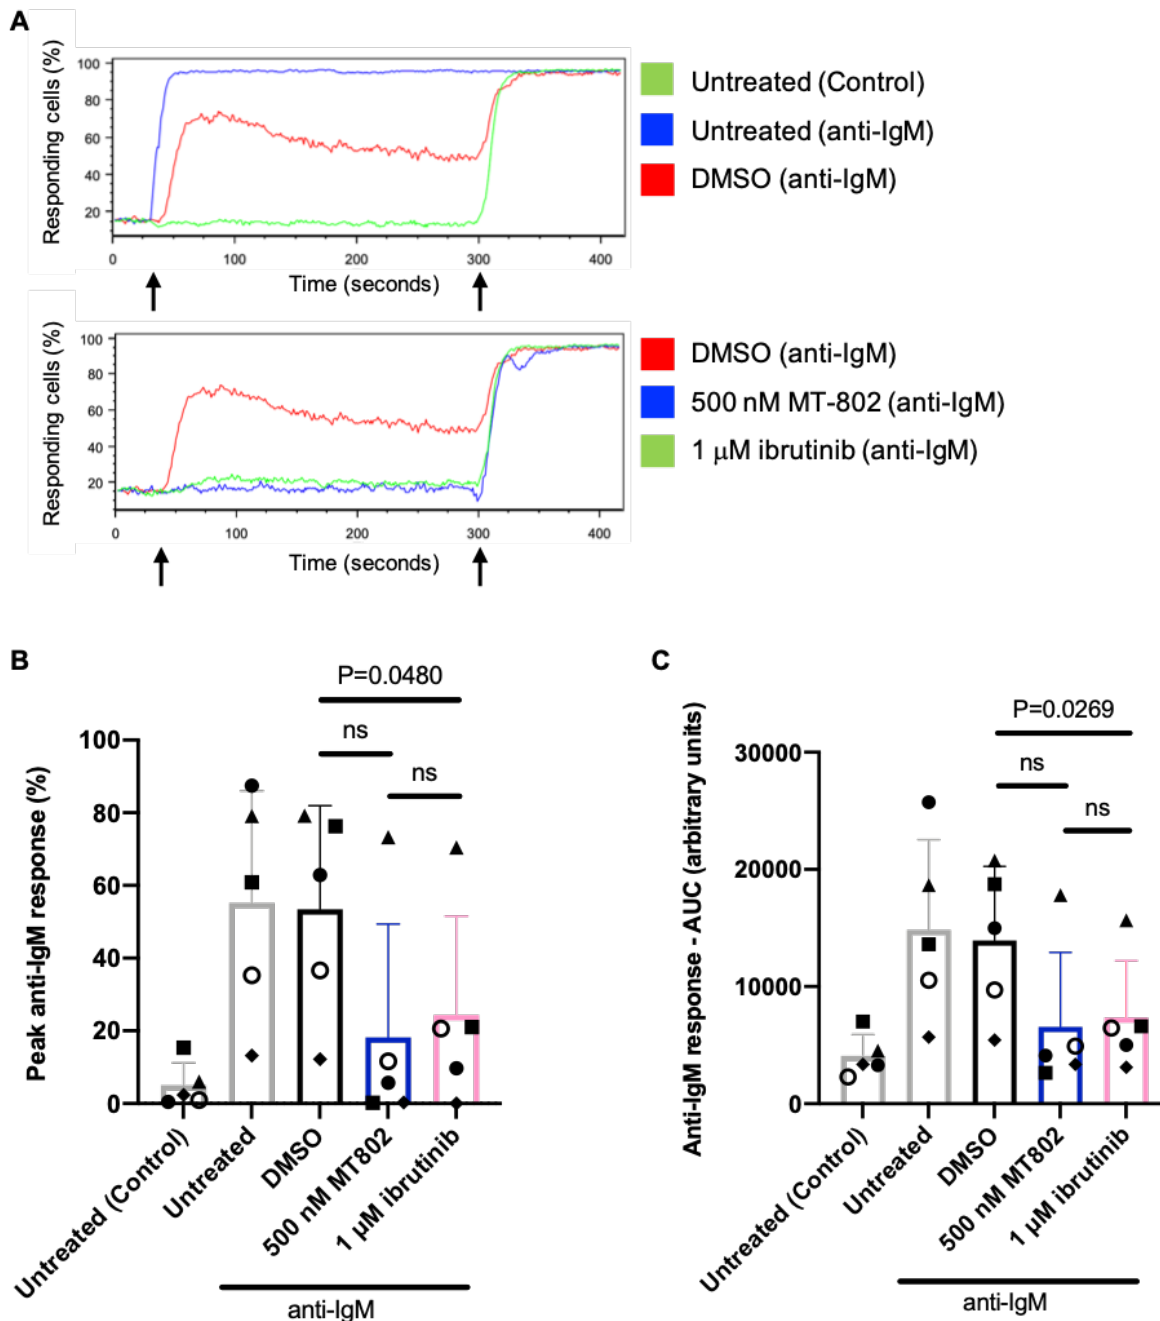 A
Responding cells (%)
100
80
60
40
20
0
100
200
300
400
Time (seconds)
Untreated (Control)
Untreated (anti-IgM)
DMSO (anti-IgM)
Responding cells (%)
100
80
60
40
20
0
100
200
300
400
Time (seconds)
DMSO (anti-IgM)
500 nM MT-802 (anti-IgM)
1 μM ibrutinib (anti-IgM)
B
P=0.0480
ns
ns
Peak anti-IgM response (%)
100
80
60
40
20
0
Untreated (Control)
Untreated
DMSO
500 nM MT802
1 μM ibrutinib
anti-IgM
C
P=0.0269
ns
ns
Anti-IgM response - AUC (arbitrary units)
30000
20000
10000
0
Untreated (Control)
Untreated
DMSO
500 nM MT802
1 μM ibrutinib
anti-IgM